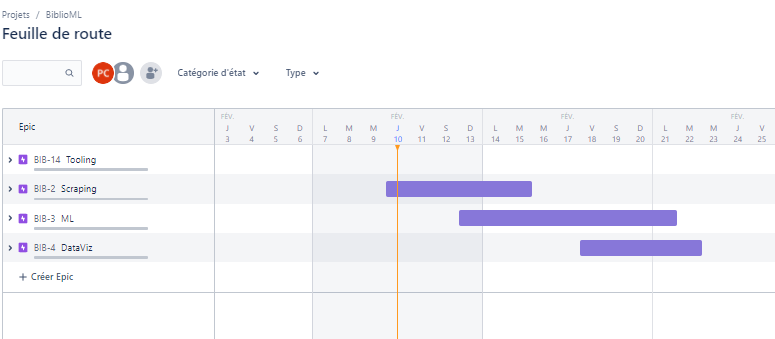 Projets / BiblioML
Feuille de route
PC
Catégorie d'état
Type
Epic
FÉV. FÉV. FÉV. FÉV.
J V S D L M M J V S D L M M J V S D L M M J V
3 4 5 6 7 8 9 10 11 12 13 14 15 16 17 18 19 20 21 22 23 24 25
BIB-14 Tooling
BIB-2 Scraping
BIB-3 ML
BIB-4 DataViz
+ Créer Epic